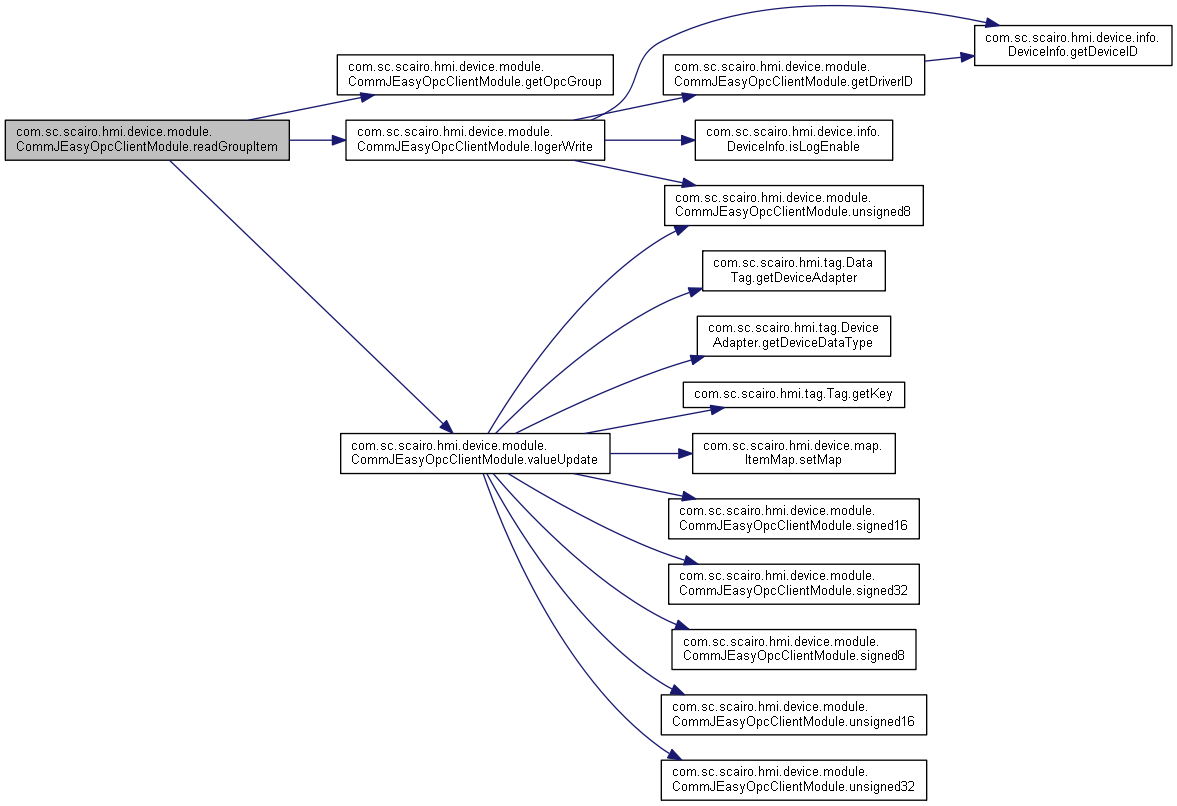 com.sc.scairo.hmi.device.info.
DeviceInfo.getDeviceID
com.sc.scairo.hmi.device.module.
CommJEasyOpcClientModule.getOpcGroup
com.sc.scairo.hmi.device.module.
CommJEasyOpcClientModule.getDriverID
com.sc.scairo.hmi.device.module.
CommJEasyOpcClientModule.readGroupItem
com.sc.scairo.hmi.device.module.
CommJEasyOpcClientModule.logerWrite
com.sc.scairo.hmi.device.info.
DeviceInfo.isLogEnable
com.sc.scairo.hmi.device.module.
CommJEasyOpcClientModule.unsigned8
com.sc.scairo.hmi.tag.Data
Tag.getDeviceAdapter
com.sc.scairo.hmi.tag.Device
Adapter.getDeviceDataType
com.sc.scairo.hmi.tag.Tag.getKey
com.sc.scairo.hmi.device.module.
CommJEasyOpcClientModule.valueUpdate
com.sc.scairo.hmi.device.map.
ItemMap.setMap
com.sc.scairo.hmi.device.module.
CommJEasyOpcClientModule.signed16
com.sc.scairo.hmi.device.module.
CommJEasyOpcClientModule.signed32
com.sc.scairo.hmi.device.module.
CommJEasyOpcClientModule.signed8
com.sc.scairo.hmi.device.module.
CommJEasyOpcClientModule.unsigned16
com.sc.scairo.hmi.device.module.
CommJEasyOpcClientModule.unsigned32